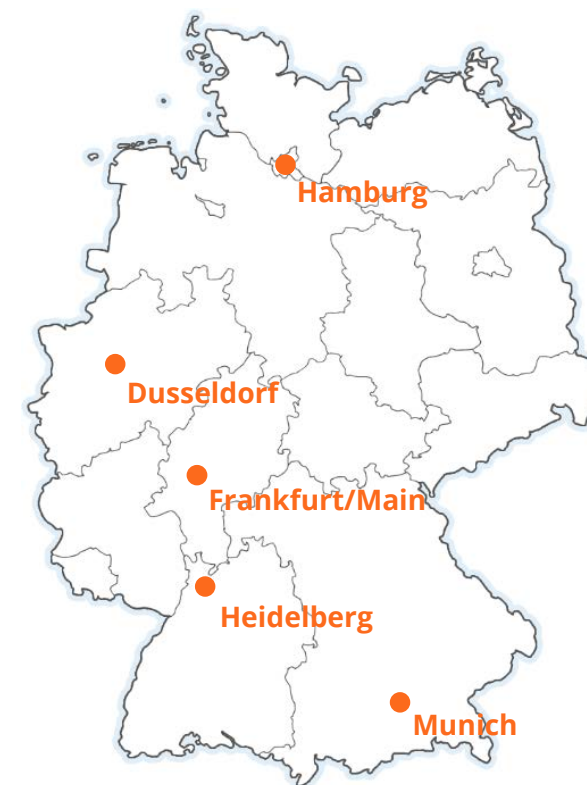 Hamburg
Dusseldorf
Frankfurt/Main
Heidelberg
Munich